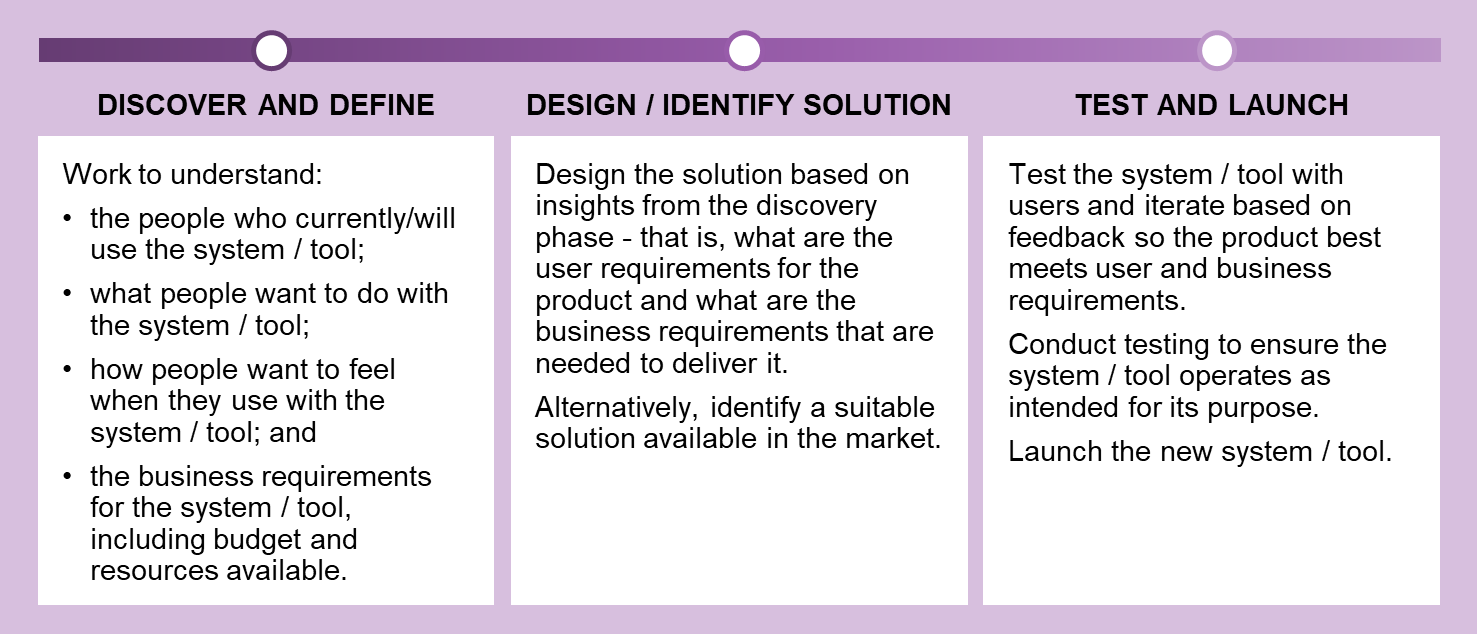 DISCOVER AND DEFINE
Work to understand:
• the people who currently/will
use the system / tool;
• what people want to do with
the system / tool;
• how people want to feel
when they use with the
system / tool; and
• the business requirements
for the system / tool,
including budget and
resources available.
DESIGN / IDENTIFY SOLUTION
Design the solution based on
insights from the discovery
phase - that is, what are the
user requirements for the
product and what are the
business requirements that are
needed to deliver it.
Alternatively, identify a suitable
solution available in the market.
TEST AND LAUNCH
Test the system / tool with
users and iterate based on
feedback so the product best
meets user and business
requirements.
Conduct testing to ensure the
system / tool operates as
intended for its purpose.
Launch the new system / tool.